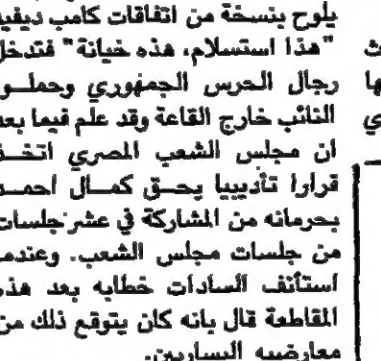 يلوح بنسخة من اتفاقات كامب ديفيد
"هذا استسلام، هذه خيانة" فتدخل
رجال الحرس الجمهوري وحملوا
النائب خارج القاعة وقد علم فيما بعد
ان مجلس الشعب المصري اتخذ
قرارا تأديبيا بحق كمال احمد
بحرمانه من المشاركة في عشر جلسات
من جلسات مجلس الشعب. وعندما
استأنف السادات خطابه بعد هذه
المقاطعة قال بانه كان يتوقع ذلك من
معارضيه اليساريين.
ث
ها
ي